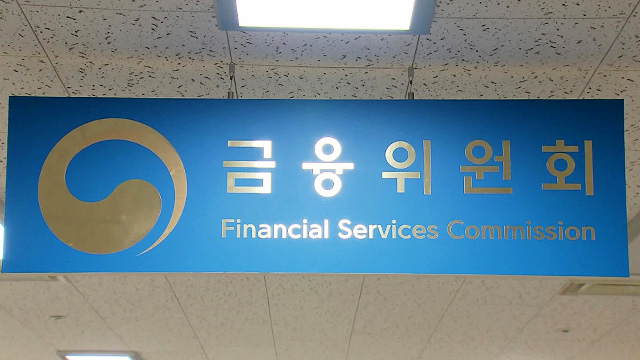 금융위원회
Financial Services Commission